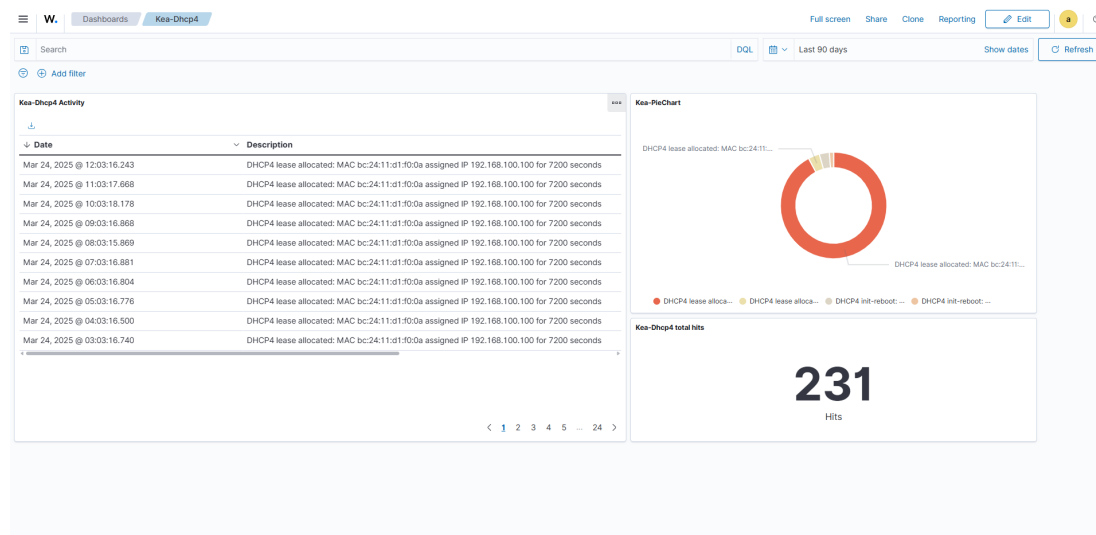 W. Dashboards Kea-Dhcp4 Full screen Share Clone Reporting Edit a
Search DQL Last 90 days Show dates Refresh
Add filter
Kea-Dhcp4 Activity
Date Description
Mar 24, 2025 @ 12:03:16.243 DHCP4 lease allocated: MAC bc:24:11:d1:f0:0a assigned IP 192.168.100.100 for 7200 seconds
Mar 24, 2025 @ 11:03:17.668 DHCP4 lease allocated: MAC bc:24:11:d1:f0:0a assigned IP 192.168.100.100 for 7200 seconds
Mar 24, 2025 @ 10:03:18.178 DHCP4 lease allocated: MAC bc:24:11:d1:f0:0a assigned IP 192.168.100.100 for 7200 seconds
Mar 24, 2025 @ 09:03:16.868 DHCP4 lease allocated: MAC bc:24:11:d1:f0:0a assigned IP 192.168.100.100 for 7200 seconds
Mar 24, 2025 @ 08:03:15.869 DHCP4 lease allocated: MAC bc:24:11:d1:f0:0a assigned IP 192.168.100.100 for 7200 seconds
Mar 24, 2025 @ 07:03:16.881 DHCP4 lease allocated: MAC bc:24:11:d1:f0:0a assigned IP 192.168.100.100 for 7200 seconds
Mar 24, 2025 @ 06:03:16.804 DHCP4 lease allocated: MAC bc:24:11:d1:f0:0a assigned IP 192.168.100.100 for 7200 seconds
Mar 24, 2025 @ 05:03:16.776 DHCP4 lease allocated: MAC bc:24:11:d1:f0:0a assigned IP 192.168.100.100 for 7200 seconds
Mar 24, 2025 @ 04:03:16.500 DHCP4 lease allocated: MAC bc:24:11:d1:f0:0a assigned IP 192.168.100.100 for 7200 seconds
Mar 24, 2025 @ 03:03:16.740 DHCP4 lease allocated: MAC bc:24:11:d1:f0:0a assigned IP 192.168.100.100 for 7200 seconds
1 2 3 4 5 ... 24
Kea-PieChart
DHCP4 lease allocated: MAC bc:24:11:...
DHCP4 lease allocated: MAC bc:24:11:...
DHCP4 lease alloca... DHCP4 lease alloca... DHCP4 init-reboot: ... DHCP4 init-reboot: ...
Kea-Dhcp4 total hits
231
Hits